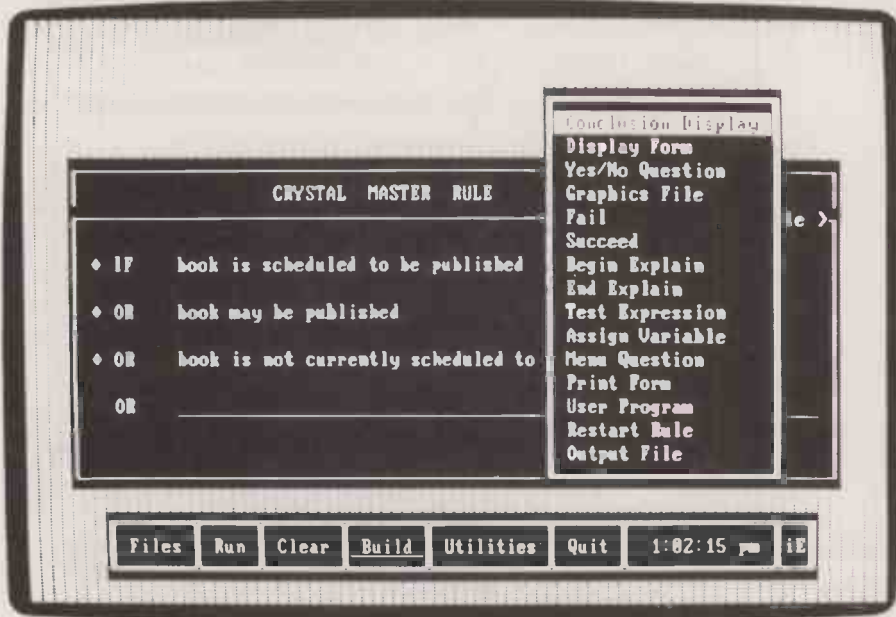 CRYSTAL MASTER RULE
le >
♦ IF book is scheduled to be published
♦ OR book may be published
♦ OR book is not currently scheduled to
OR
Conclusion Display
Display Form
Yes/No Question
Graphics File
Fail
Succeed
Begin Explain
End Explain
Test Expression
Assign Variable
Menu Question
Print Form
User Program
Restart Rule
Output File
Files Run Clear Build Utilities Quit 1:02:15 pm iE